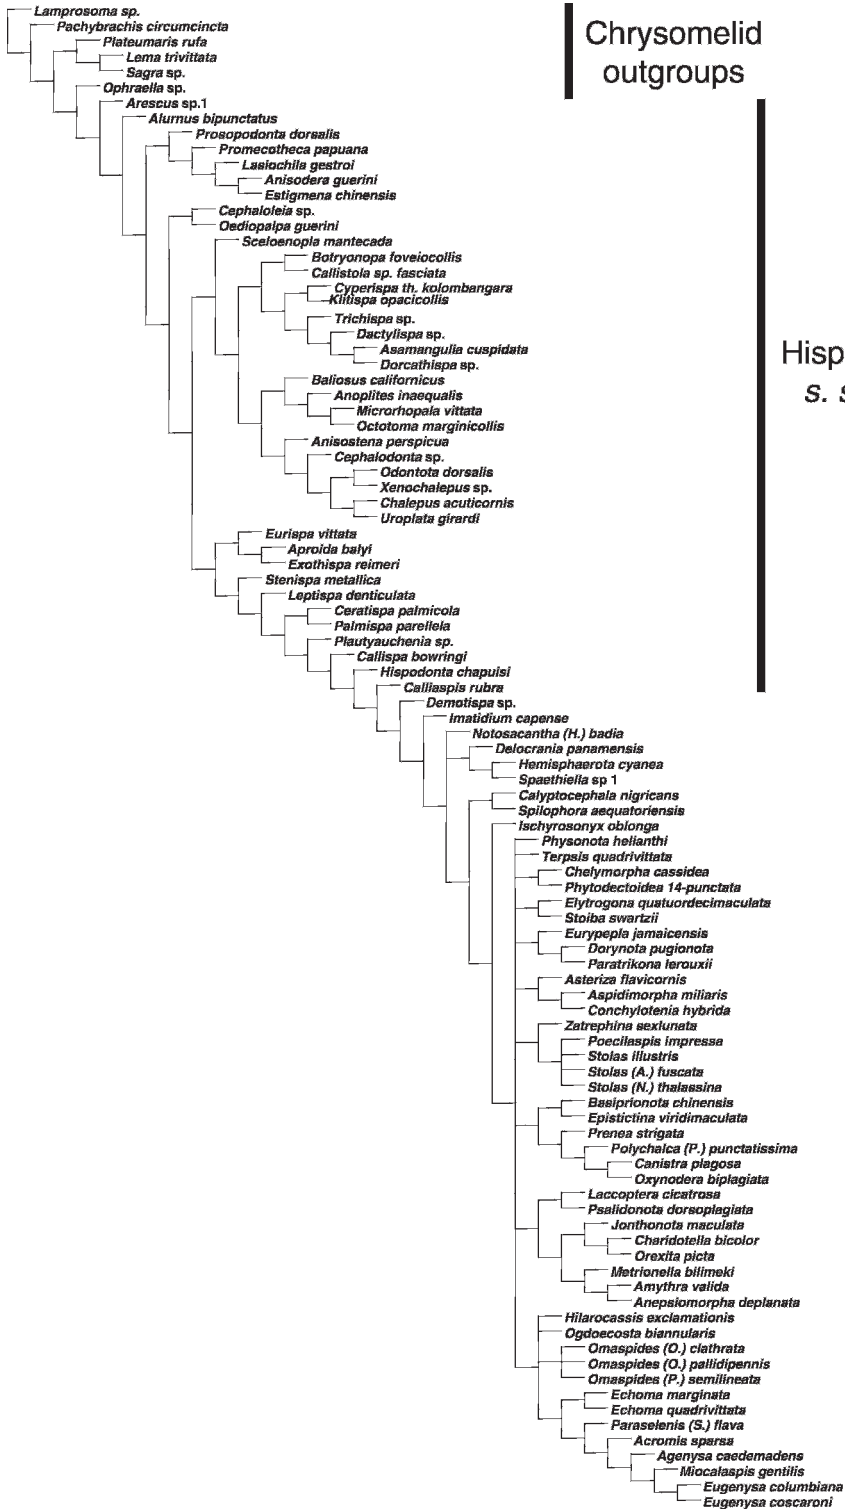 Lamprosoma sp.
Pachybrachis circumcincta
Plateumaris rufa
Lema trivittata
Sagra sp.
Ophraella sp.
Arescus sp.1
Alurnus bipunctatus
Prosopodonta dorsalis
Promecotheca papuana
Lasiochila gestroi
Anisodera guerini
Estigmena chinensis
Cephaloleia sp.
Oediopalpa guerini
Sceloenopla mantecada
Botryonopa foveiocollis
Callistola sp. fasciata
Cyperispa th. kolombangara
Klitispa opacicollis
Trichispa sp.
Dactylispa sp.
Asamangulia cuspidata
Dorcathispa sp.
Baliosus californicus
Anoplites inaequalis
Microrhopala vittata
Octotoma marginicollis
Anisostena perspicua
Cephalodonta sp.
Odontota dorsalis
Xenochalepus sp.
Chalepus acuticornis
Uroplata girardi
Eurispa vittata
Aproida balyi
Exothispa reimeri
Stenispa metallica
Leptispa denticulata
Ceratispa palmicola
Palmispa parellela
Plautyauchenia sp.
Callispa bowringi
Hispodonta chapuisi
Calliaspis rubra
Demotispa sp.
Imatidium capense
Notosacantha (H.) badia
Delocrania panamensis
Hemisphaerota cyanea
Spaethiella sp 1
Calyptocephala nigricans
Spilophora aequatoriensis
Ischyrosonyx oblonga
Physonota helianthi
Terpsis quadrivittata
Chelymorpha cassidea
Phytodectoidea 14-punctata
Elytrogona quatuordecimaculata
Stoiba swartzii
Eurypepla jamaicensis
Dorynota pugionota
Paratrikona lerouxii
Asteriza flavicornis
Aspidimorpha miliaris
Conchylotenia hybrida
Zatrephina sexlunata
Poecilaspis impressa
Stolas illustris
Stolas (A.) fuscata
Stolas (N.) thalassina
Basiprionota chinensis
Epistictina viridimaculata
Prenea strigata
Polychalca (P.) punctatissima
Canistra plagosa
Oxynodera biplagiata
Laccoptera cicatrosa
Psalidonota dorsoplagiata
Jonthonota maculata
Charidotella bicolor
Orexita picta
Metrionella bilimeki
Amythra valida
Anepsiomorpha deplanata
Hilarocassis exclamationis
Ogdoecosta biannularis
Omaspides (O.) clathrata
Omaspides (O.) pallidipennis
Omaspides (P.) semilineata
Echoma marginata
Echoma quadrivittata
Paraselenis (S.) flava
Acromis sparsa
Agenysa caedemadens
Miocalaspis gentilis
Eugenysa columbiana
Eugenysa coscaroni
Chrysomelid
outgroups
Hisp
s. s